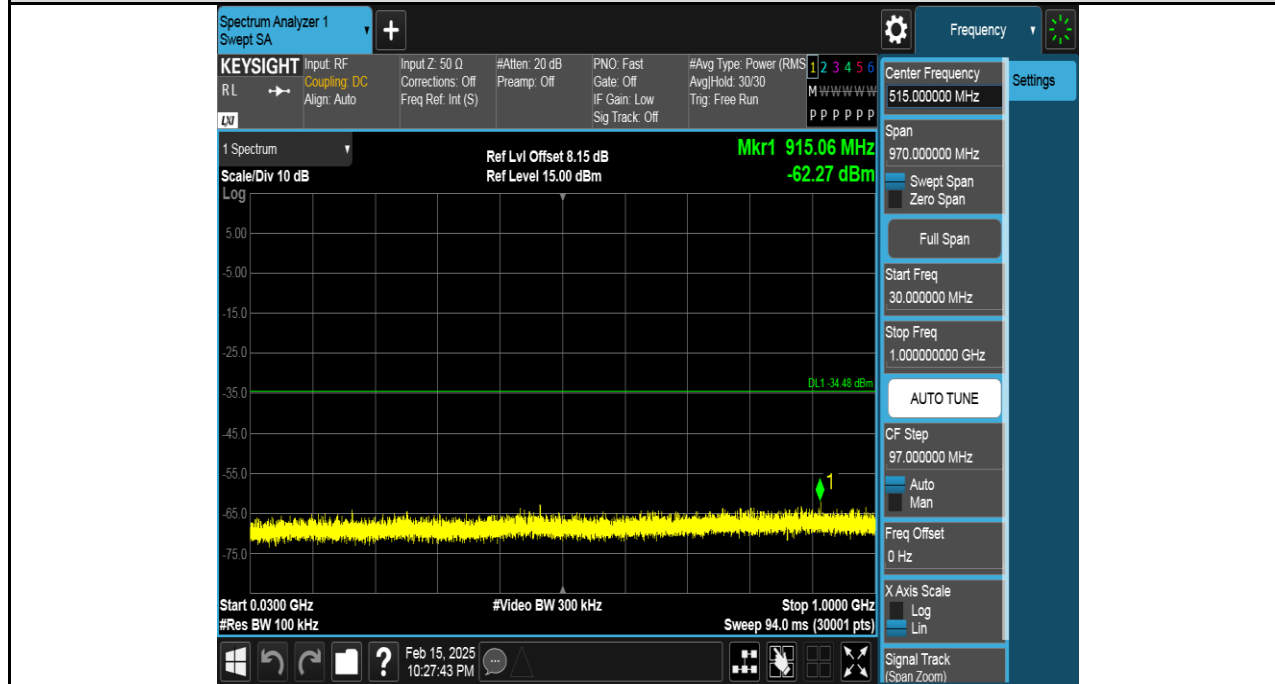 Spectrum Analyzer 1
Swept SA
+
Frequency
KEYSIGHT
RL
LXI
Input: RF
Coupling: DC
Align: Auto
Input Z: 50 Ω
Corrections: Off
Freq Ref: Int (S)
#Atten: 20 dB
Preamp: Off
PNO: Fast
Gate: Off
IF Gain: Low
Sig Track: Off
#Avg Type: Power (RMS
Avg|Hold: 30/30
Trig: Free Run
1 2 3 4 5 6
M W W W W W
P P P P P P
1 Spectrum
Scale/Div 10 dB
Log
Ref Lvl Offset 8.15 dB
Ref Level 15.00 dBm
Mkr1 915.06 MHz
-62.27 dBm
5.00
-5.00
-15.0
-25.0
-35.0
-45.0
-55.0
-65.0
-75.0
DL1 -34.48 dBm
1
Start 0.0300 GHz
#Res BW 100 kHz
#Video BW 300 kHz
Stop 1.0000 GHz
Sweep 94.0 ms (30001 pts)
?
Feb 15, 2025
10:27:43 PM
Center Frequency
515.000000 MHz
Span
970.000000 MHz
Swept Span
Zero Span
Full Span
Start Freq
30.000000 MHz
Stop Freq
1.000000000 GHz
AUTO TUNE
CF Step
97.000000 MHz
Auto
Man
Freq Offset
0 Hz
X Axis Scale
Log
Lin
Signal Track
(Span Zoom)
Settings